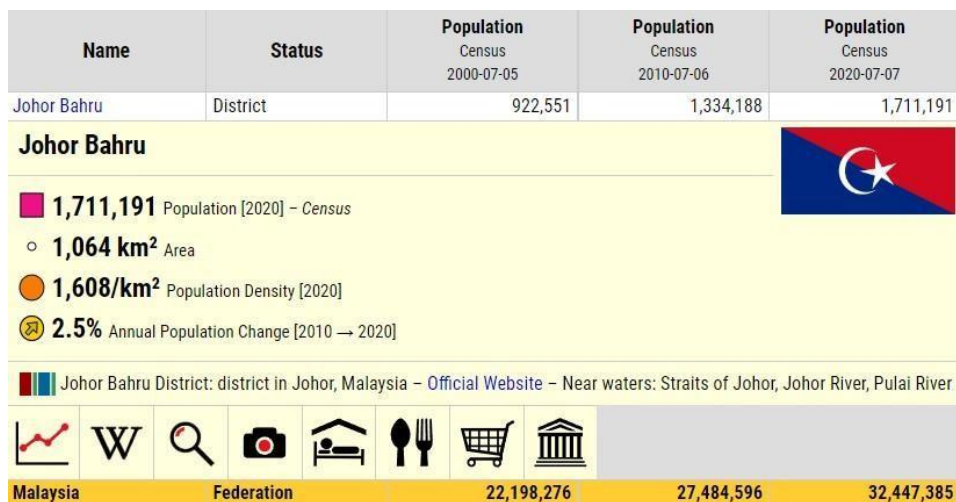 Name Status Population Population Population
Census Census Census
2000-07-05 2010-07-06 2020-07-07
Johor Bahru District 922,551 1,334,188 1,711,191
Johor Bahru
1,711,191 Population [2020] – Census
1,064 km² Area
1,608/km² Population Density [2020]
2.5% Annual Population Change [2010 → 2020]
Johor Bahru District: district in Johor, Malaysia – Official Website – Near waters: Straits of Johor, Johor River, Pulai River
W
Malaysia Federation 22,198,276 27,484,596 32,447,385